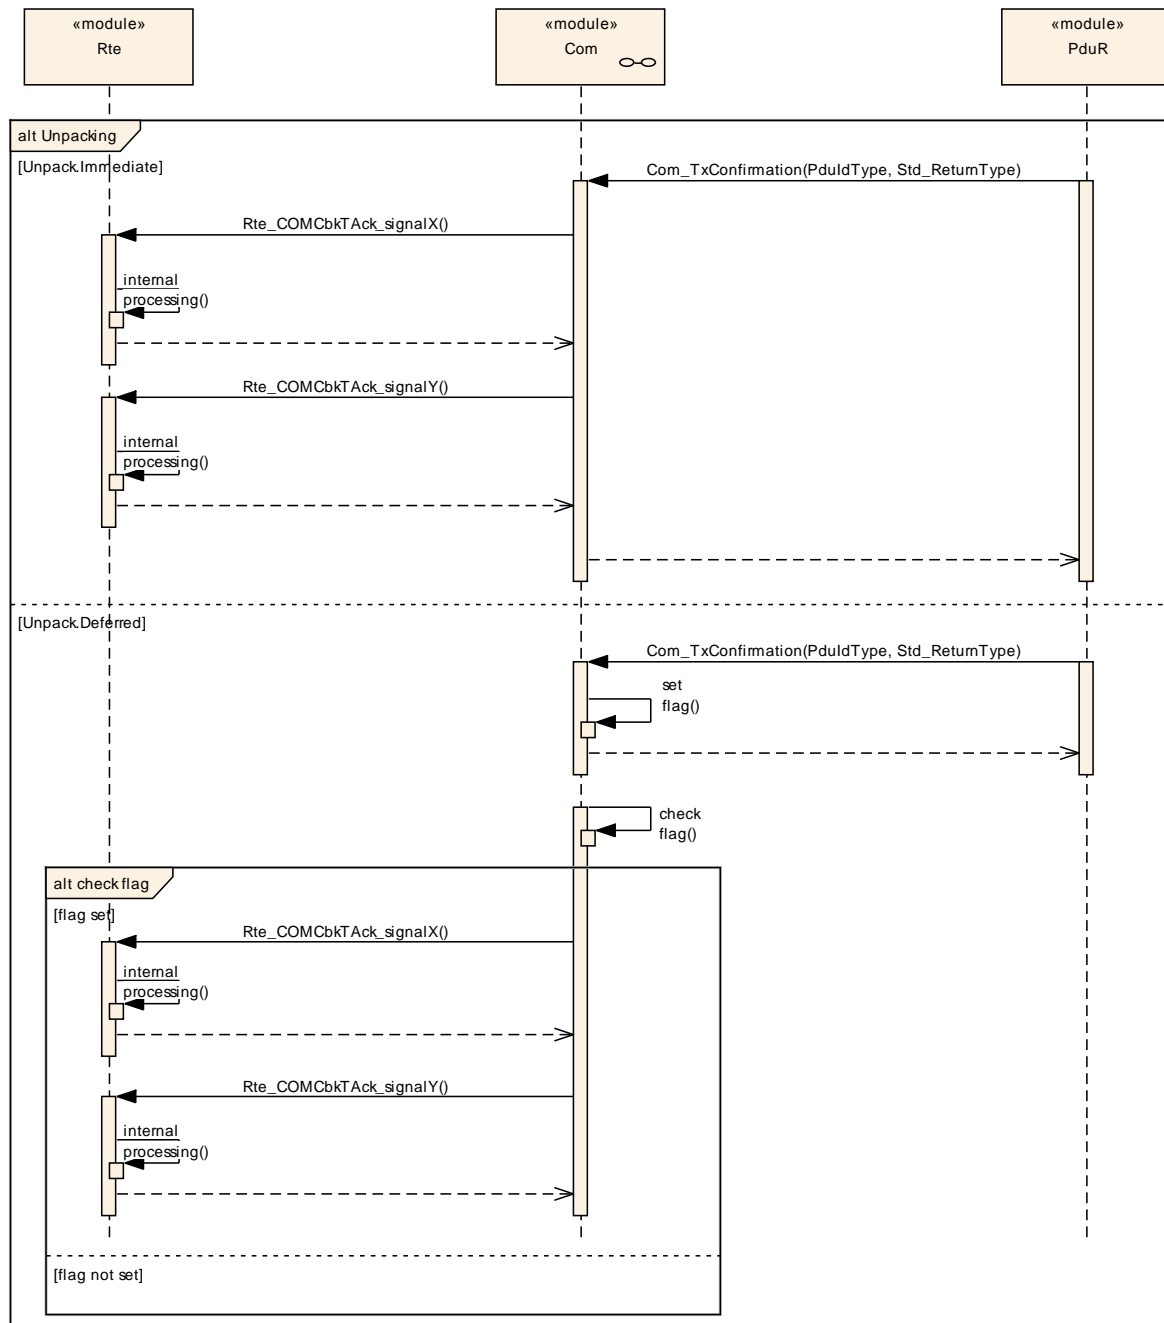 «module»
Rte
«module»
Com
«module»
PduR
alt Unpacking
[Unpack.Immediate]
Com_TxConfirmation(PduIdType, Std_ReturnType)
Rte_COMCbkTAck_signalX()
internal
processing()
Rte_COMCbkTAck_signalY()
internal
processing()
[Unpack.Deferred]
Com_TxConfirmation(PduIdType, Std_ReturnType)
set
flag()
check
flag()
alt check flag
[flag set]
Rte_COMCbkTAck_signalX()
internal
processing()
Rte_COMCbkTAck_signalY()
internal
processing()
[flag not set]